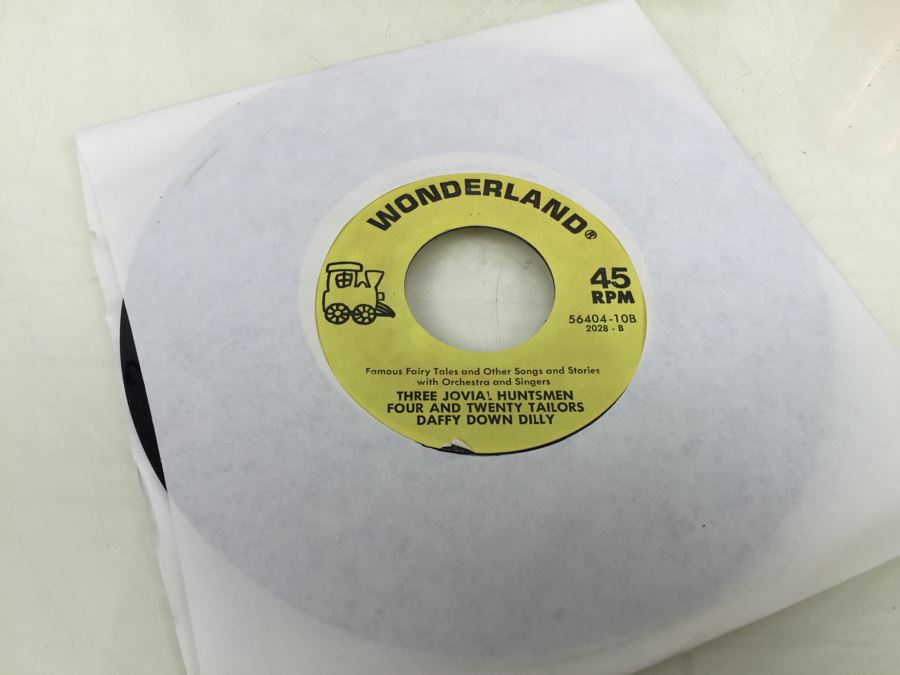 WONDERLAND®
45
RPM
56404-10B
2028 - B
Famous Fairy Tales and Other Songs and Stories
with Orchestra and Singers
THREE JOVIAL HUNTSMEN
FOUR AND TWENTY TAILORS
DAFFY DOWN DILLY